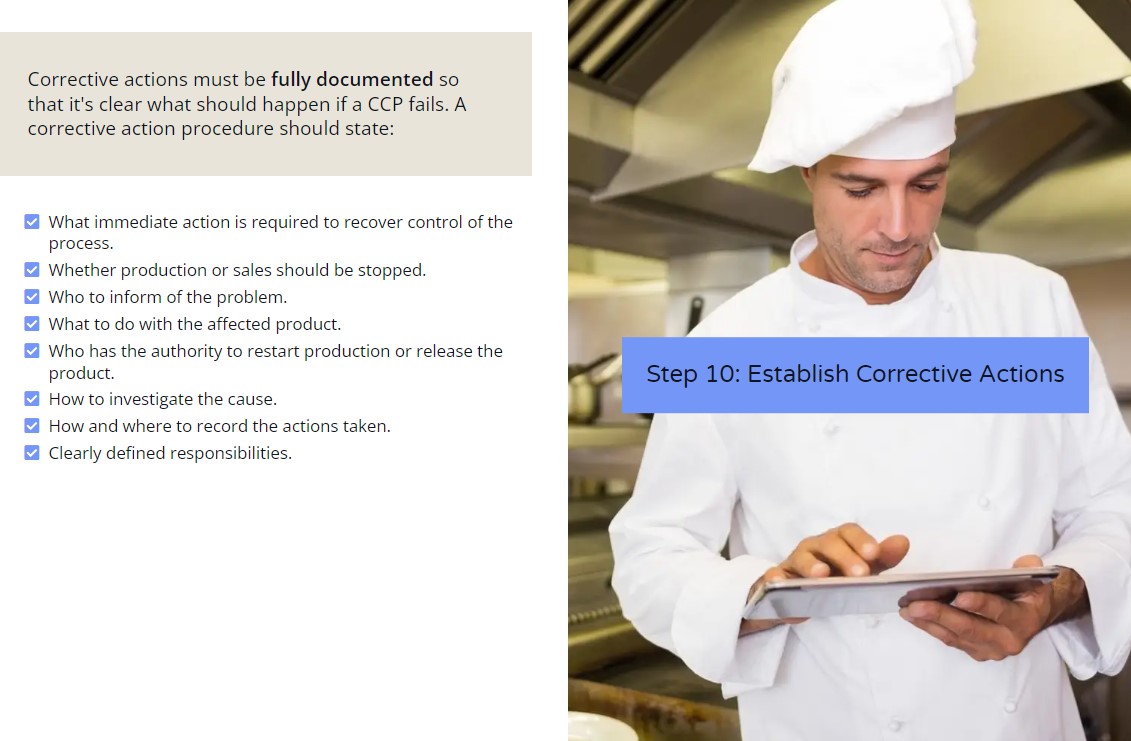 Corrective actions must be fully documented so
that it's clear what should happen if a CCP fails. A
corrective action procedure should state:
What immediate action is required to recover control of the
process.
Whether production or sales should be stopped.
Who to inform of the problem.
What to do with the affected product.
Who has the authority to restart production or release the
product.
How to investigate the cause.
How and where to record the actions taken.
Clearly defined responsibilities.
Step 10: Establish Corrective Actions